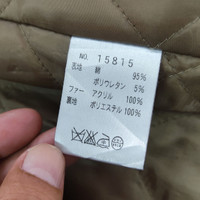 NO. 15815
表地 綿 95%
ポリウレタン 5%
ファー アクリル 100%
裏地 ポリエステル 100%